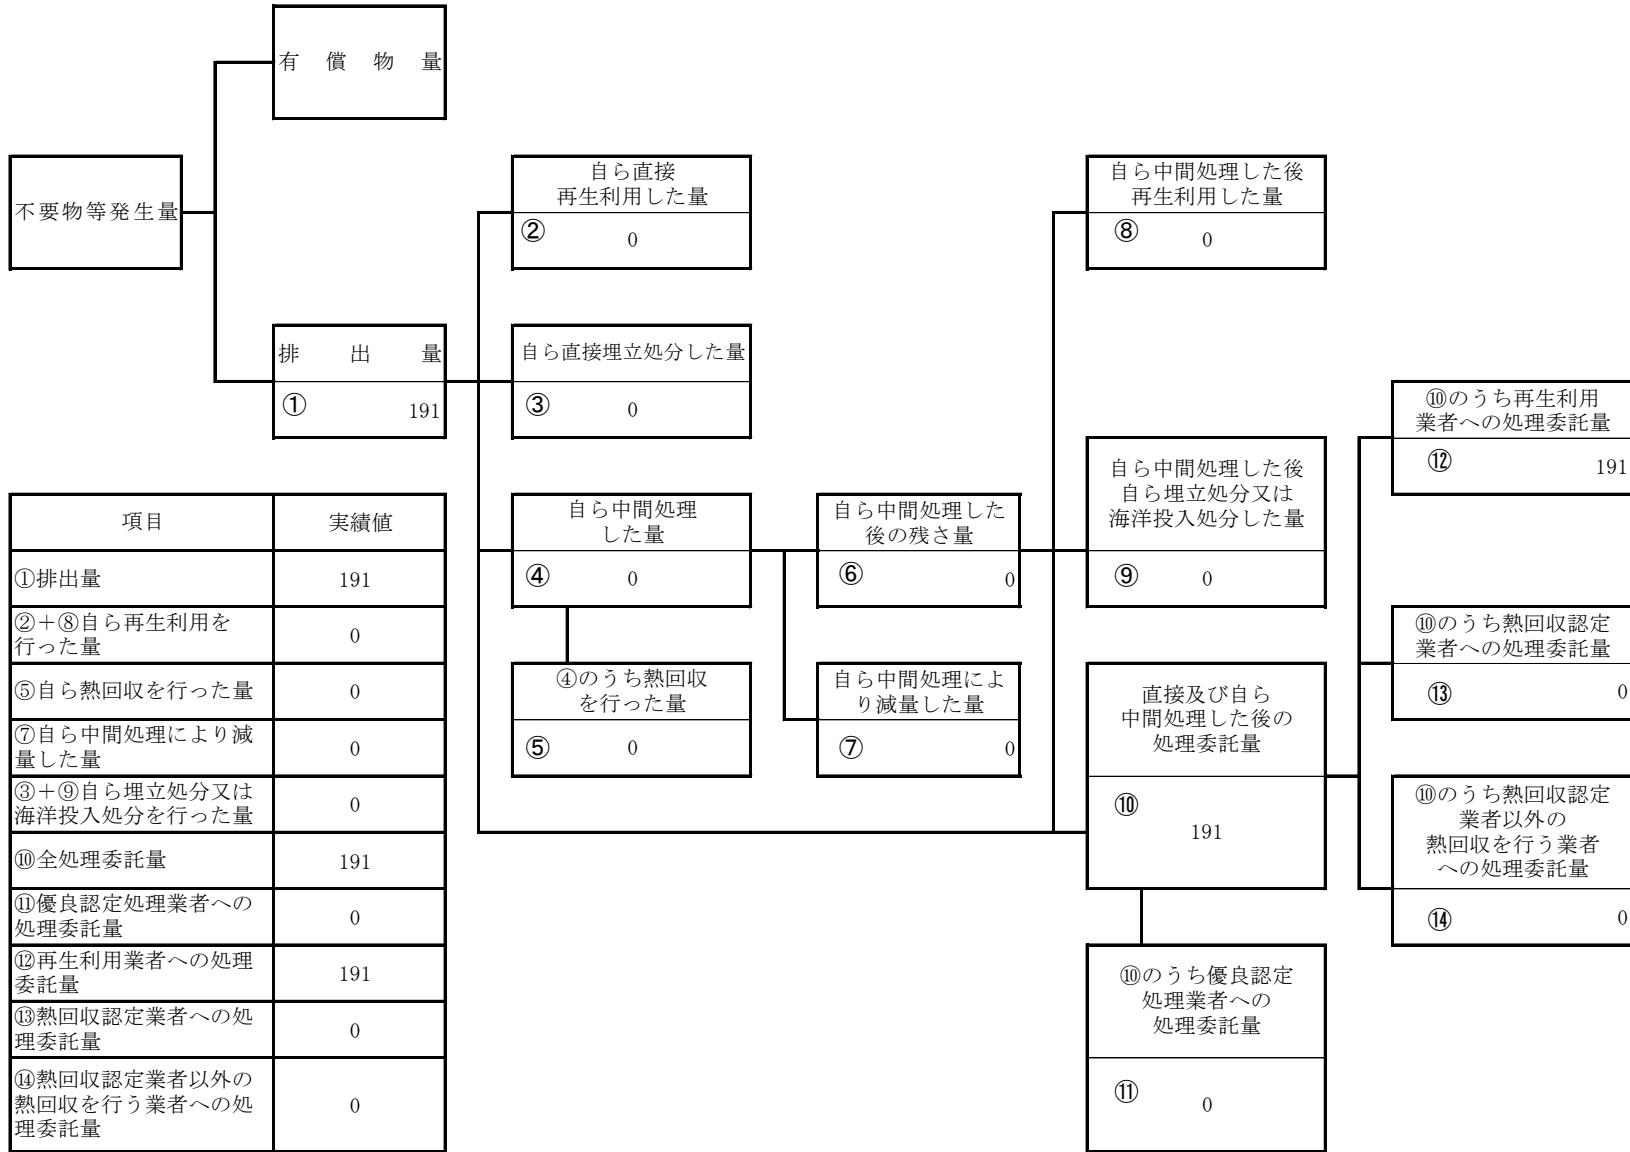 有償物量
不要物等発生量
排出量
① 191
自ら直接
再生利用した量
② 0
自ら直接埋立処分した量
③ 0
自ら中間処理
した量
④ 0
④のうち熱回収
を行った量
⑤ 0
自ら中間処理した
後の残さ量
⑥ 0
自ら中間処理によ
り減量した量
⑦ 0
自ら中間処理した後
再生利用した量
⑧ 0
自ら中間処理した後
自ら埋立処分又は
海洋投入処分した量
⑨ 0
直接及び自ら
中間処理した後の
処理委託量
⑩
191
⑩のうち優良認定
処理業者への
処理委託量
⑪ 0
⑩のうち再生利用
業者への処理委託量
⑫ 191
⑩のうち熱回収認定
業者への処理委託量
⑬ 0
⑩のうち熱回収認定
業者以外の
熱回収を行う業者
への処理委託量
⑭ 0
項目 実績値
①排出量 191
②+⑧自ら再生利用を
行った量 0
⑤自ら熱回収を行った量 0
⑦自ら中間処理により減
量した量 0
③+⑨自ら埋立処分又は
海洋投入処分を行った量 0
⑩全処理委託量 191
⑪優良認定処理業者への
処理委託量 0
⑫再生利用業者への処理
委託量 191
⑬熱回収認定業者への処
理委託量 0
⑭熱回収認定業者以外の
熱回収を行う業者への処
理委託量 0